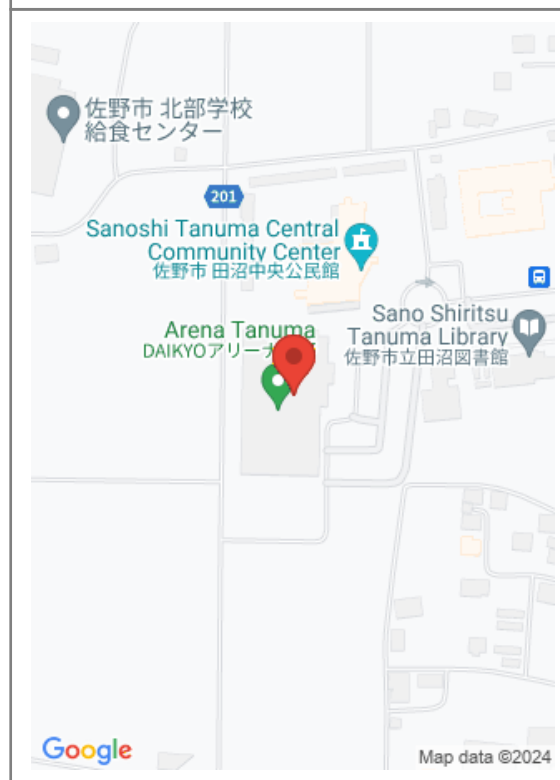 佐野市 北部学校
給食センター
201
Sanoshi Tanuma Central
Community Center
佐野市 田沼中央公民館
Sano Shiritsu
Tanuma Library
佐野市立田沼図書館
Arena Tanuma
DAIKYOアリーナ
Google
Map data ©2024